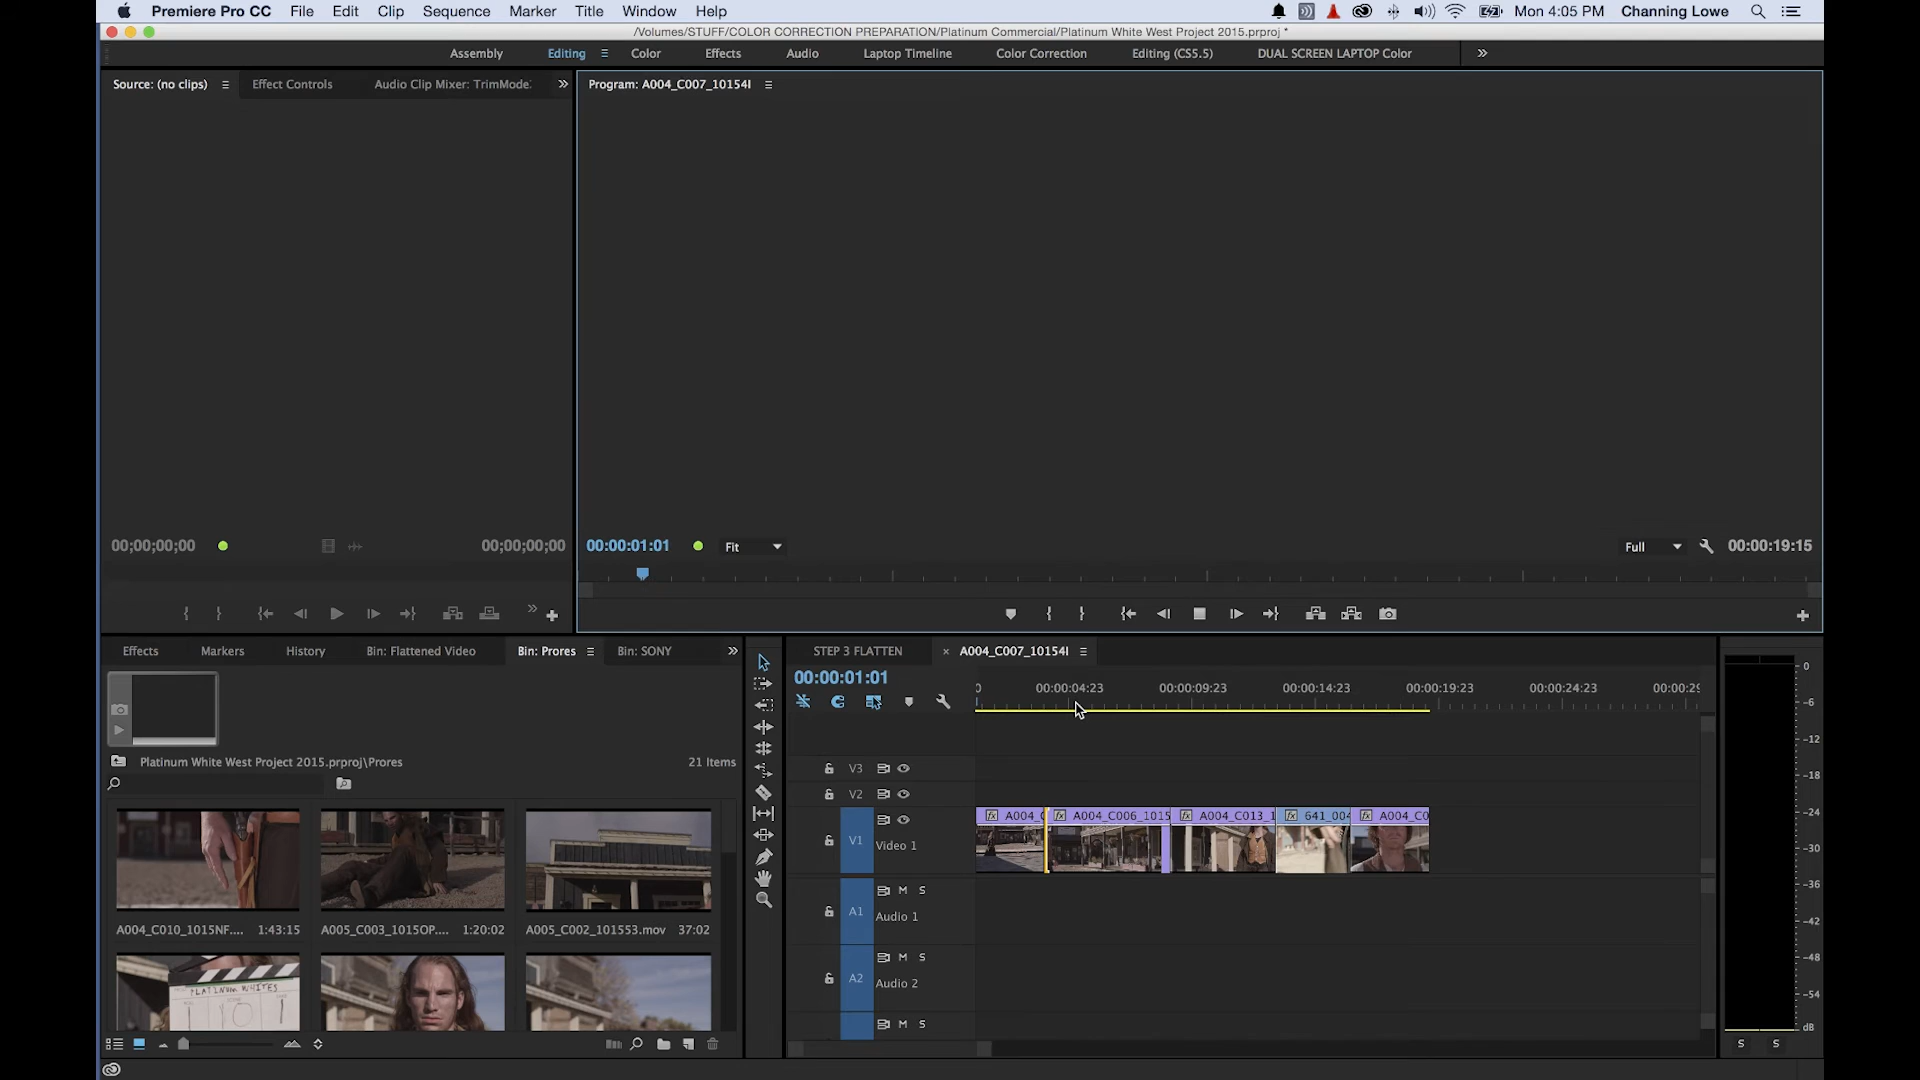 Premiere Pro CC File Edit Clip Sequence Marker Title Window Help Mon 4:05 PM Channing Lowe
/Volumes/STUFF/COLOR CORRECTION PREPARATION/Platinum Commercial/Platinum White West Project 2015.prproj *
Assembly Editing Color Effects Audio Laptop Timeline Color Correction Editing (CS5.5) DUAL SCREEN LAPTOP Color
Source: (no clips) Effect Controls Audio Clip Mixer: TrimMode
Program: A004_C007_10154I
00;00;00;00 00;00;00;00
00:00:01:01 Fit Full 00:00:19:15
Effects Markers History Bin: Flattened Video Bin: Prores Bin: SONY
Platinum White West Project 2015.prproj\Prores 21 Items
A004_C010_1015NF.... 1:43:15
A005_C003_1015OP.... 1:20:02
A005_C002_101553.mov 37:02
PLATINUM WHITES
STEP 3 FLATTEN × A004_C007_10154I
00:00:01:01
0 00:00:04:23 00:00:09:23 00:00:14:23 00:00:19:23 00:00:24:23 00:00:29
V3
V2
A004_C A004_C006_1015 A004_C013_1 641_004 A004_C0
V1 Video 1
M S
A1 Audio 1
M S
A2 Audio 2
M S
0
-6
-12
-18
-24
-30
-36
-42
-48
-54
dB
S S